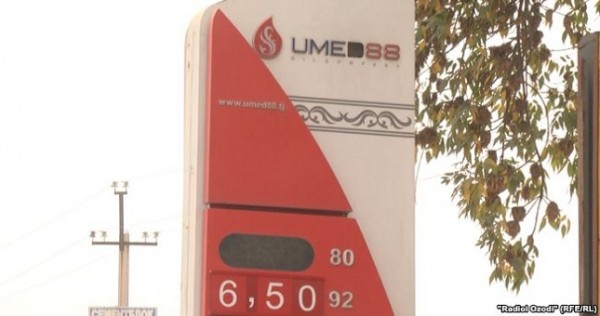 UMED88
www.umed88.tj
80
6,50 92
"Radioi Ozodi" (RFE/RL)